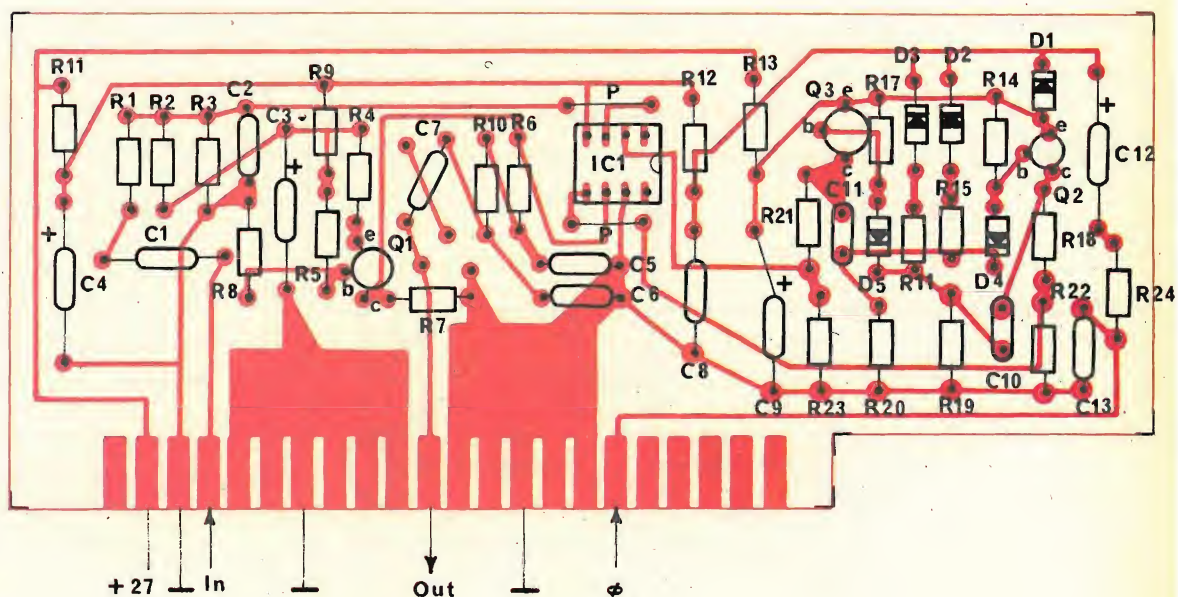 D1
D3 D2
R11 R9 R13
R1 R2 R3 C2 P R12 Q3 e R17 R14
C3 R4 +
C7 R10 R6 b e
+ IC1 C12
c b c
C11 R15 Q2
+ C1 e Q1 P R21 R18
C4 R8 R5 b C5 D5 R11 D4
c C6 + R22 R24
R7
C8 C10
C9 R23 R20 R19 C13
+27 In Out ø